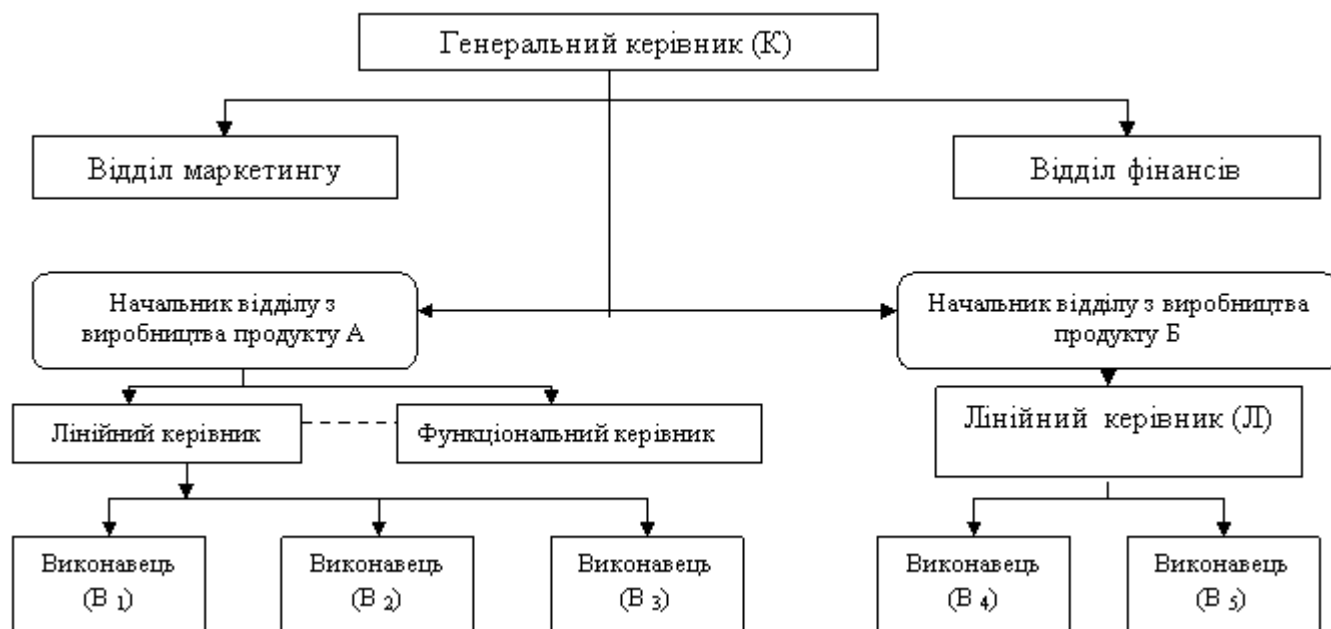 Генеральний керівник (К)
Відділ маркетингу
Відділ фінансів
Начальник відділу з
виробництва продукту А
Начальник відділу з виробництва
продукту Б
Лінійний керівник
Функціональний керівник
Лінійний керівник (Л)
Виконавець
(В 1)
Виконавець
(В 2)
Виконавець
(В 3)
Виконавець
(В 4)
Виконавець
(В 5)